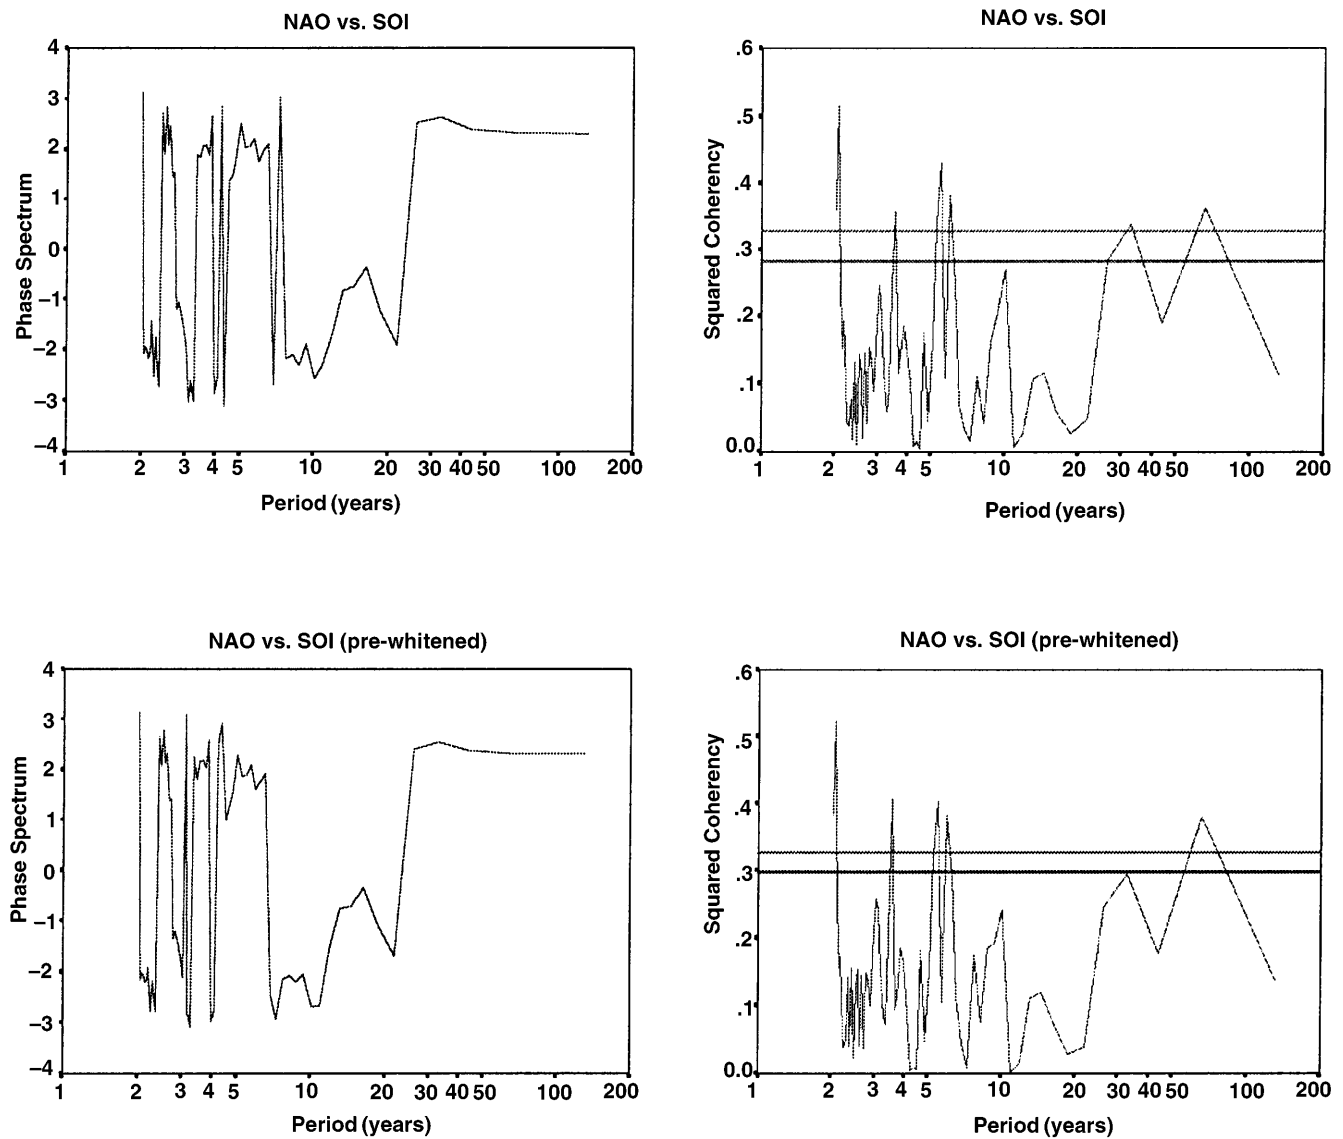 NAO vs. SOI
Phase Spectrum
4
3
2
1
0
−1
−2
−3
−4
1 2 3 4 5 10 20 30 40 50 100 200
Period (years)
NAO vs. SOI
Squared Coherency
.6
.5
.4
.3
.2
.1
0.0
1 2 3 4 5 10 20 30 40 50 100 200
Period (years)
NAO vs. SOI (pre-whitened)
Phase Spectrum
4
3
2
1
0
−1
−2
−3
−4
1 2 3 4 5 10 20 30 40 50 100 200
Period (years)
NAO vs. SOI (pre-whitened)
Squared Coherency
.6
.5
.4
.3
.2
.1
0.0
1 2 3 4 5 10 20 30 40 50 100 200
Period (years)